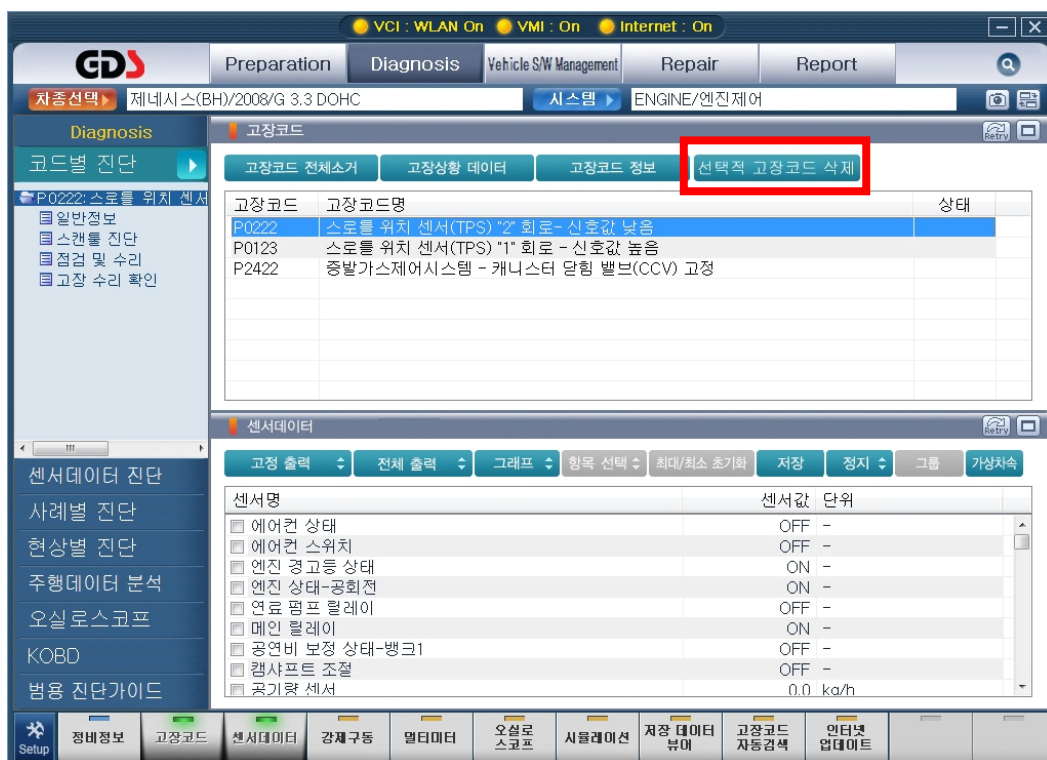 VCI : WLAN On VMI : On Internet : On
GDS Preparation Diagnosis Vehicle S/W Management Repair Report
차종선택 제네시스(BH)/2008/G 3.3 DOHC 시스템 ENGINE/엔진제어
Diagnosis
코드별 진단
P0222:스로틀 위치 센서
일반정보
스캔툴 진단
점검 및 수리
고장 수리 확인
센서데이터 진단
사례별 진단
현상별 진단
주행데이터 분석
오실로스코프
KOBD
범용 진단가이드
고장코드 Retry
고장코드 전체소거 고장상황 데이터 고장코드 정보 선택적 고장코드 삭제
고장코드 고장코드명 상태
P0222 스로틀 위치 센서(TPS) "2" 회로- 신호값 낮음
P0123 스로틀 위치 센서(TPS) "1" 회로 - 신호값 높음
P2422 증발가스제어시스템 - 캐니스터 닫힘 밸브(CCV) 고정
센서데이터 Retry
고정 출력 전체 출력 그래프 항목 선택 최대/최소 초기화 저장 정지 그룹 가상차속
센서명 센서값 단위
에어컨 상태 OFF -
에어컨 스위치 OFF -
엔진 경고등 상태 ON -
엔진 상태-공회전 ON -
연료 펌프 릴레이 OFF -
메인 릴레이 ON -
공연비 보정 상태-뱅크1 OFF -
캠샤프트 조절 OFF -
공기량 센서 0.0 kg/h
Setup 정비정보 고장코드 센서데이터 강제구동 멀티미터 오실로스코프 시뮬레이션 저장 데이터 뷰어 고장코드 자동검색 인터넷 업데이트